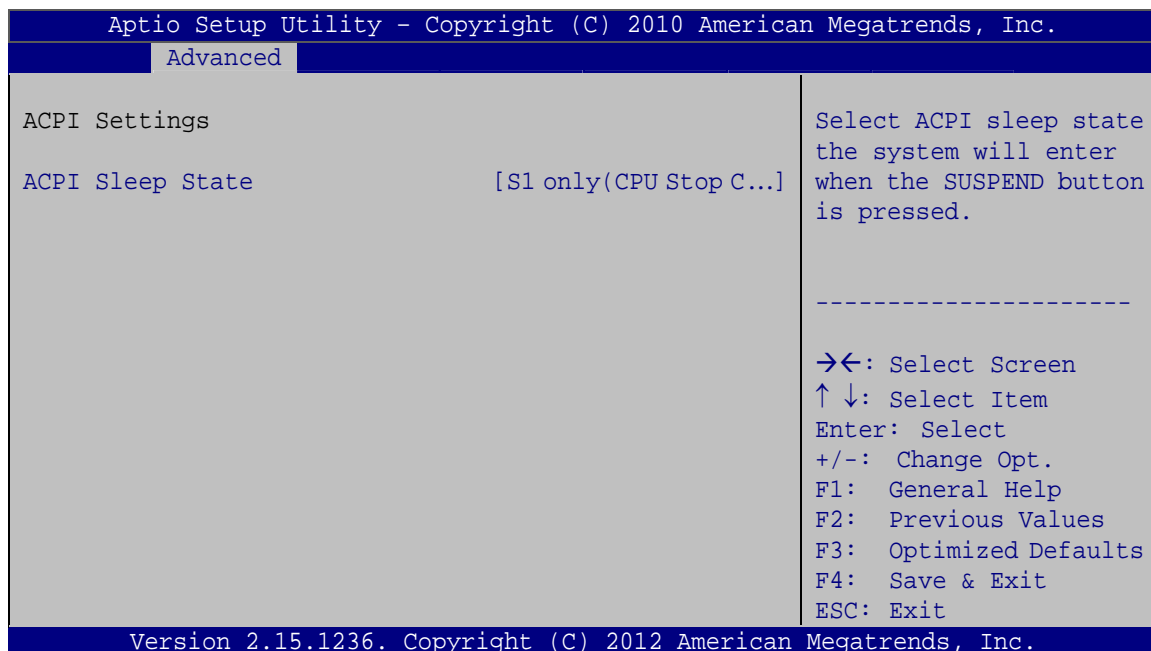 Aptio Setup Utility – Copyright (C) 2010 American Megatrends, Inc.
Advanced
ACPI Settings
ACPI Sleep State [S1 only(CPU Stop C...]
Select ACPI sleep state
the system will enter
when the SUSPEND button
is pressed.
----------------------
→←: Select Screen
↑ ↓: Select Item
Enter: Select
+/-: Change Opt.
F1: General Help
F2: Previous Values
F3: Optimized Defaults
F4: Save & Exit
ESC: Exit
Version 2.15.1236. Copyright (C) 2012 American Megatrends, Inc.